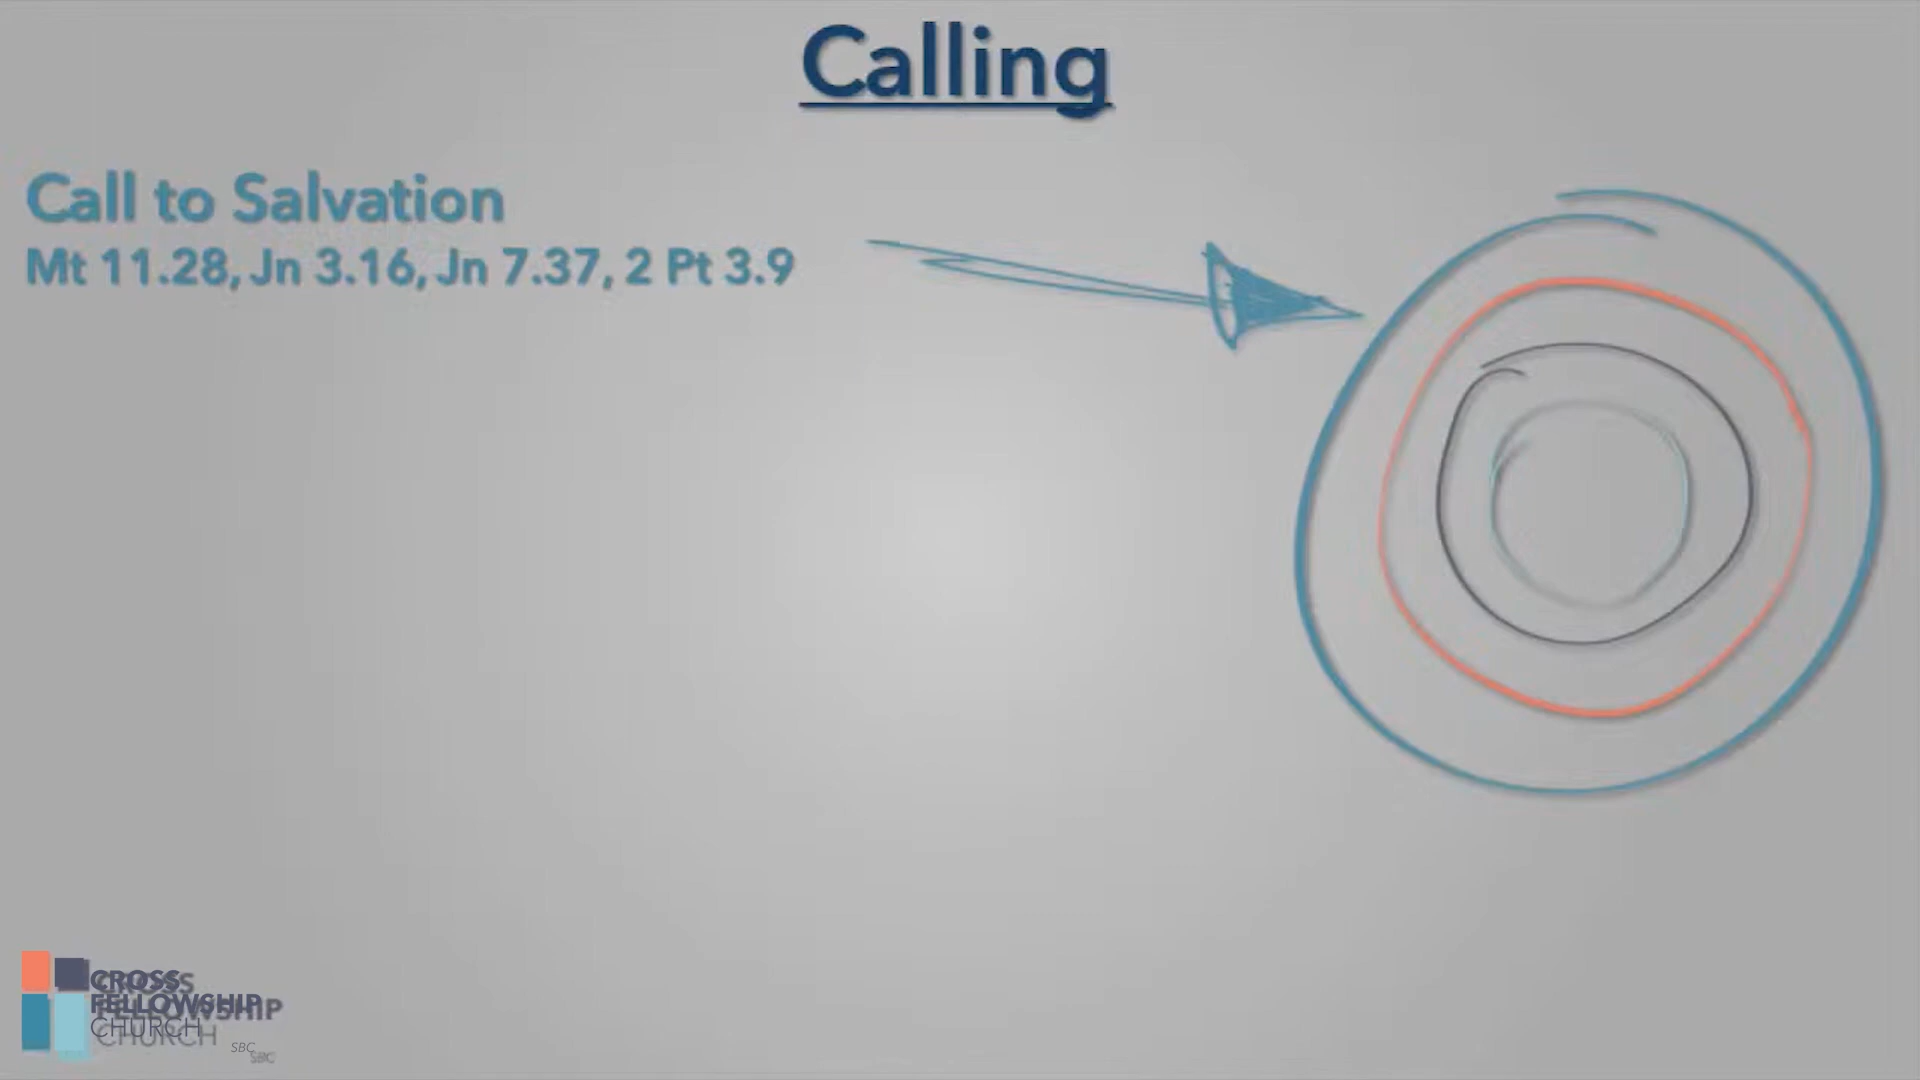 Calling
Call to Salvation
Mt 11.28, Jn 3.16, Jn 7.37, 2 Pt 3.9
CROSS
FELLOWSHIP
CHURCH
SBC